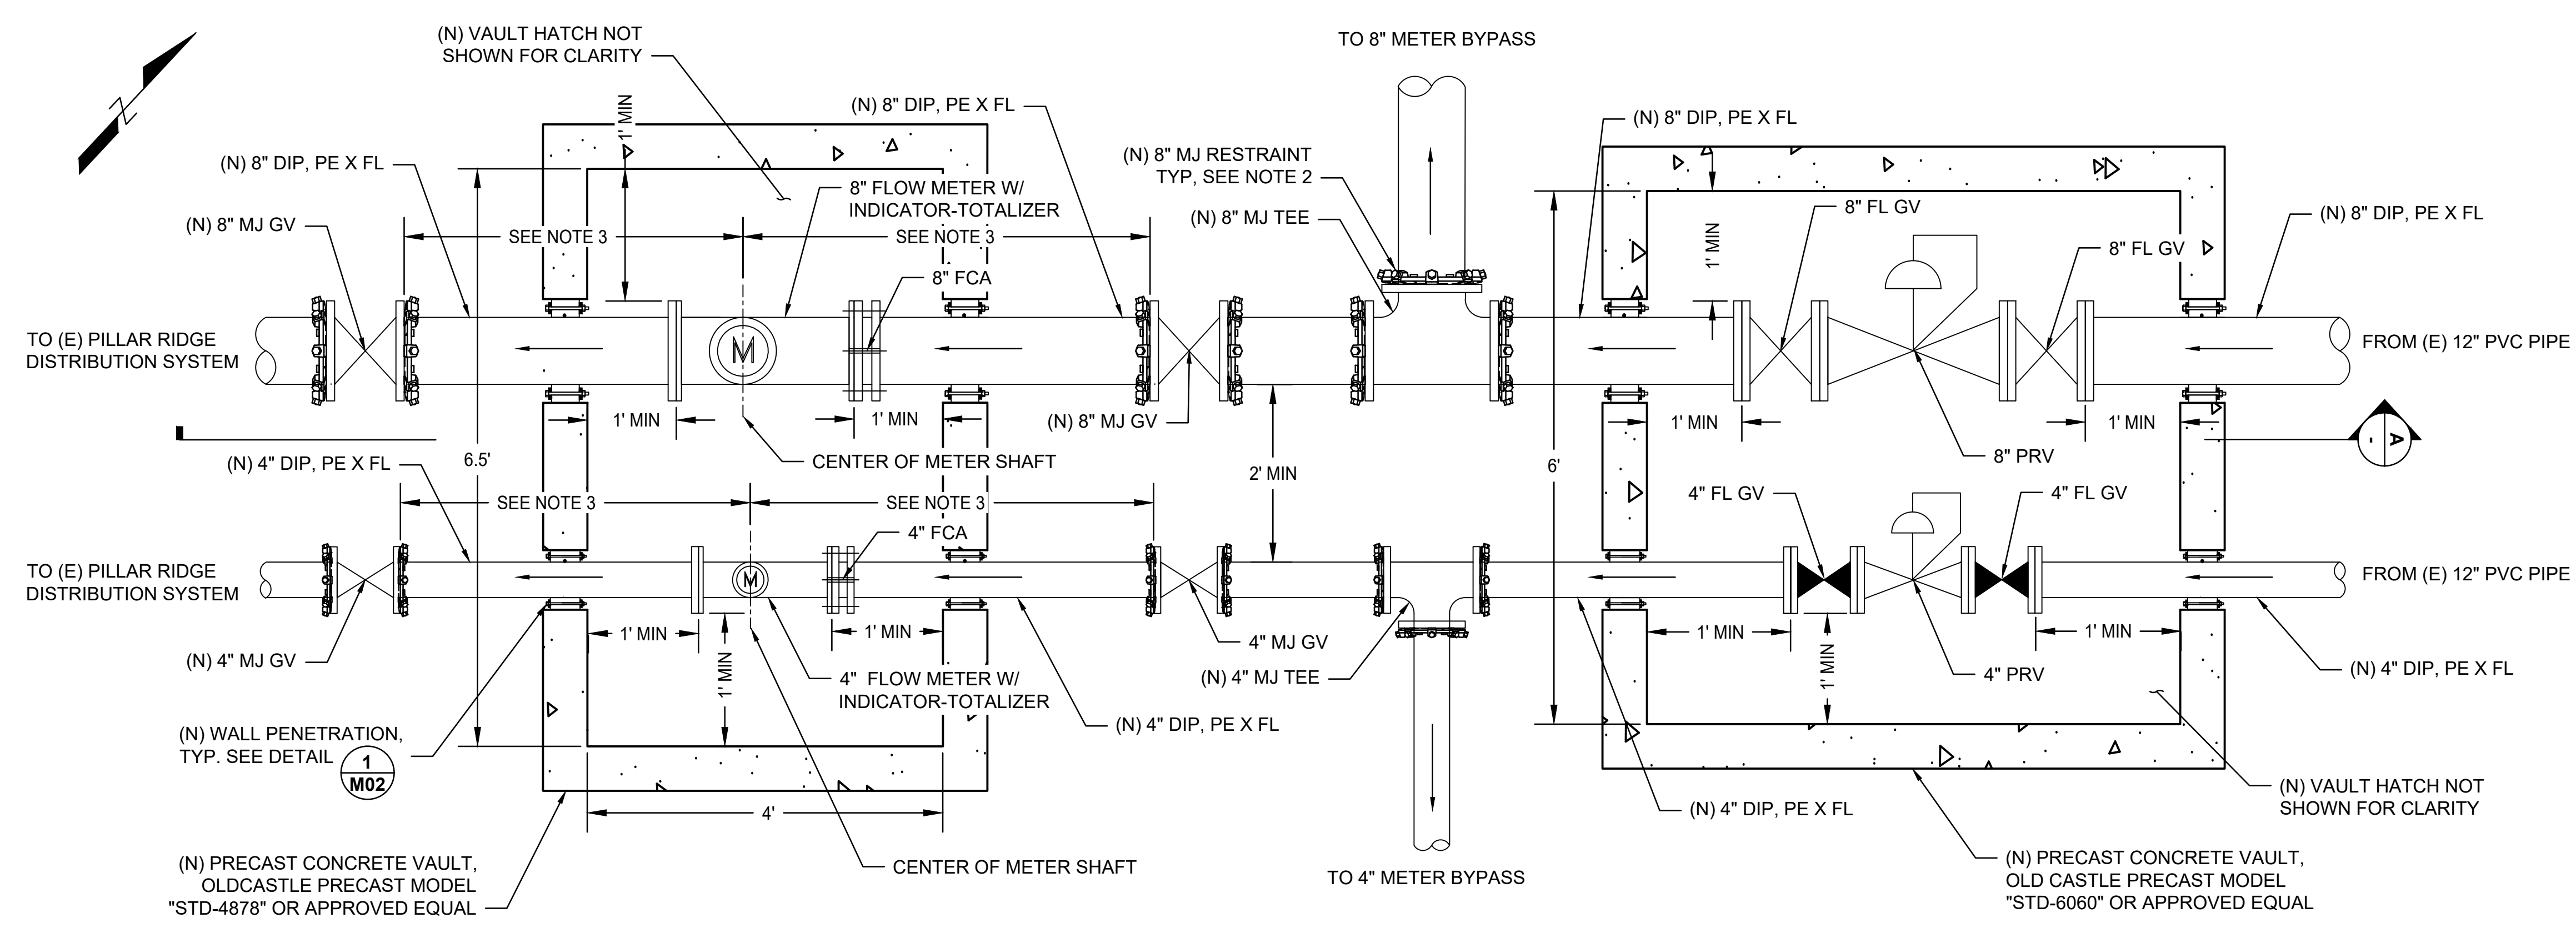 (N) VAULT HATCH NOT
SHOWN FOR CLARITY
TO 8" METER BYPASS
Z
1' MIN
(N) 8" DIP, PE X FL
(N) 8" DIP, PE X FL
(N) 8" MJ RESTRAINT
TYP, SEE NOTE 2
(N) 8" DIP, PE X FL
8" FLOW METER W/
INDICATOR-TOTALIZER
(N) 8" MJ GV
(N) 8" MJ TEE
8" FL GV
(N) 8" DIP, PE X FL
SEE NOTE 3
SEE NOTE 3
1' MIN
8" FL GV
8" FCA
TO (E) PILLAR RIDGE
DISTRIBUTION SYSTEM
M
FROM (E) 12" PVC PIPE
1' MIN
1' MIN
(N) 8" MJ GV
1' MIN
1' MIN
A
-
(N) 4" DIP, PE X FL
6.5'
CENTER OF METER SHAFT
2' MIN
6'
8" PRV
SEE NOTE 3
SEE NOTE 3
4" FL GV
4" FL GV
4" FCA
TO (E) PILLAR RIDGE
DISTRIBUTION SYSTEM
M
FROM (E) 12" PVC PIPE
1' MIN
1' MIN
1' MIN
1' MIN
(N) 4" MJ GV
1' MIN
4" FLOW METER W/
INDICATOR-TOTALIZER
4" MJ GV
(N) 4" MJ TEE
1' MIN
4" PRV
(N) 4" DIP, PE X FL
(N) WALL PENETRATION,
TYP. SEE DETAIL
1
M02
(N) 4" DIP, PE X FL
4'
(N) 4" DIP, PE X FL
(N) VAULT HATCH NOT
SHOWN FOR CLARITY
(N) PRECAST CONCRETE VAULT,
OLDCASTLE PRECAST MODEL
"STD-4878" OR APPROVED EQUAL
CENTER OF METER SHAFT
TO 4" METER BYPASS
(N) PRECAST CONCRETE VAULT,
OLD CASTLE PRECAST MODEL
"STD-6060" OR APPROVED EQUAL